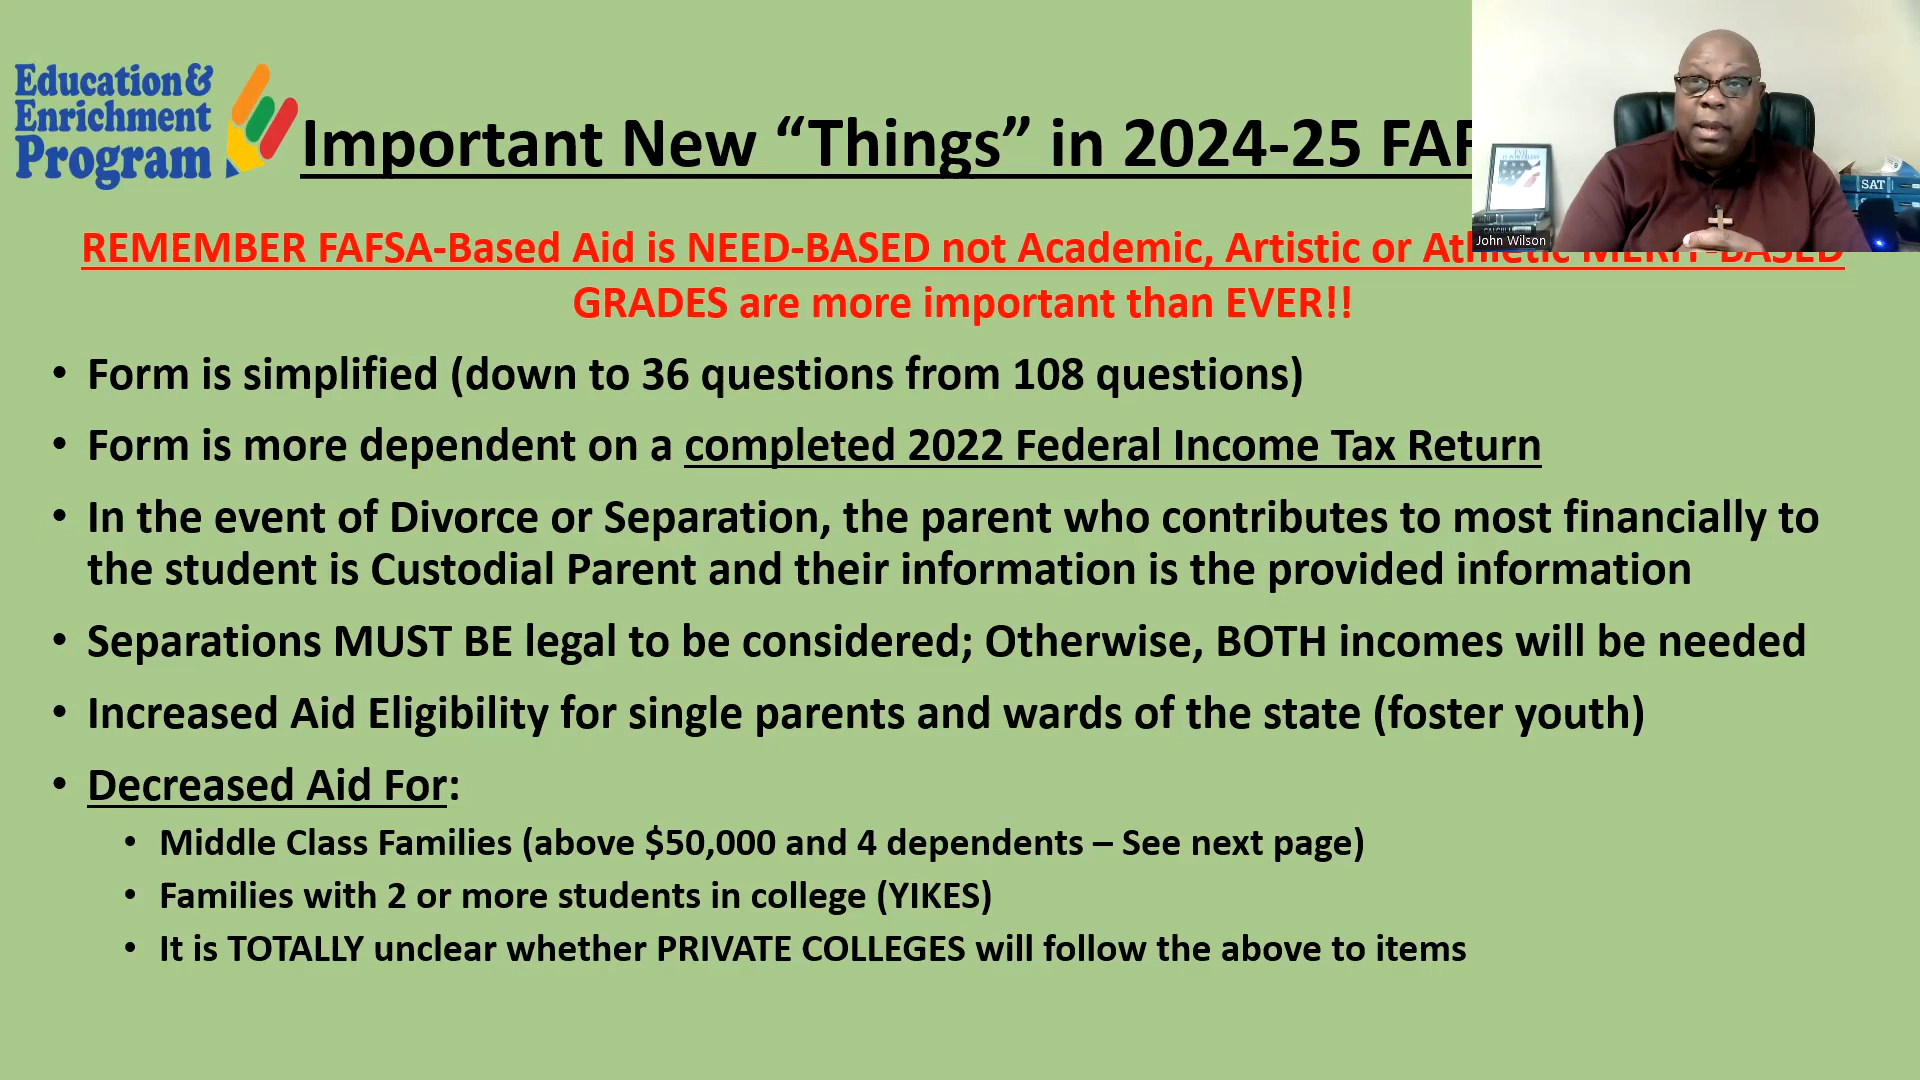 Education&
Enrichment
Program
Important New “Things” in 2024-25 FAF
REMEMBER FAFSA-Based Aid is NEED-BASED not Academic, Artistic or Athletic MERIT-BASED
GRADES are more important than EVER!!
• Form is simplified (down to 36 questions from 108 questions)
• Form is more dependent on a completed 2022 Federal Income Tax Return
• In the event of Divorce or Separation, the parent who contributes to most financially to
the student is Custodial Parent and their information is the provided information
• Separations MUST BE legal to be considered; Otherwise, BOTH incomes will be needed
• Increased Aid Eligibility for single parents and wards of the state (foster youth)
• Decreased Aid For:
• Middle Class Families (above $50,000 and 4 dependents – See next page)
• Families with 2 or more students in college (YIKES)
• It is TOTALLY unclear whether PRIVATE COLLEGES will follow the above to items
SAT
John Wilson